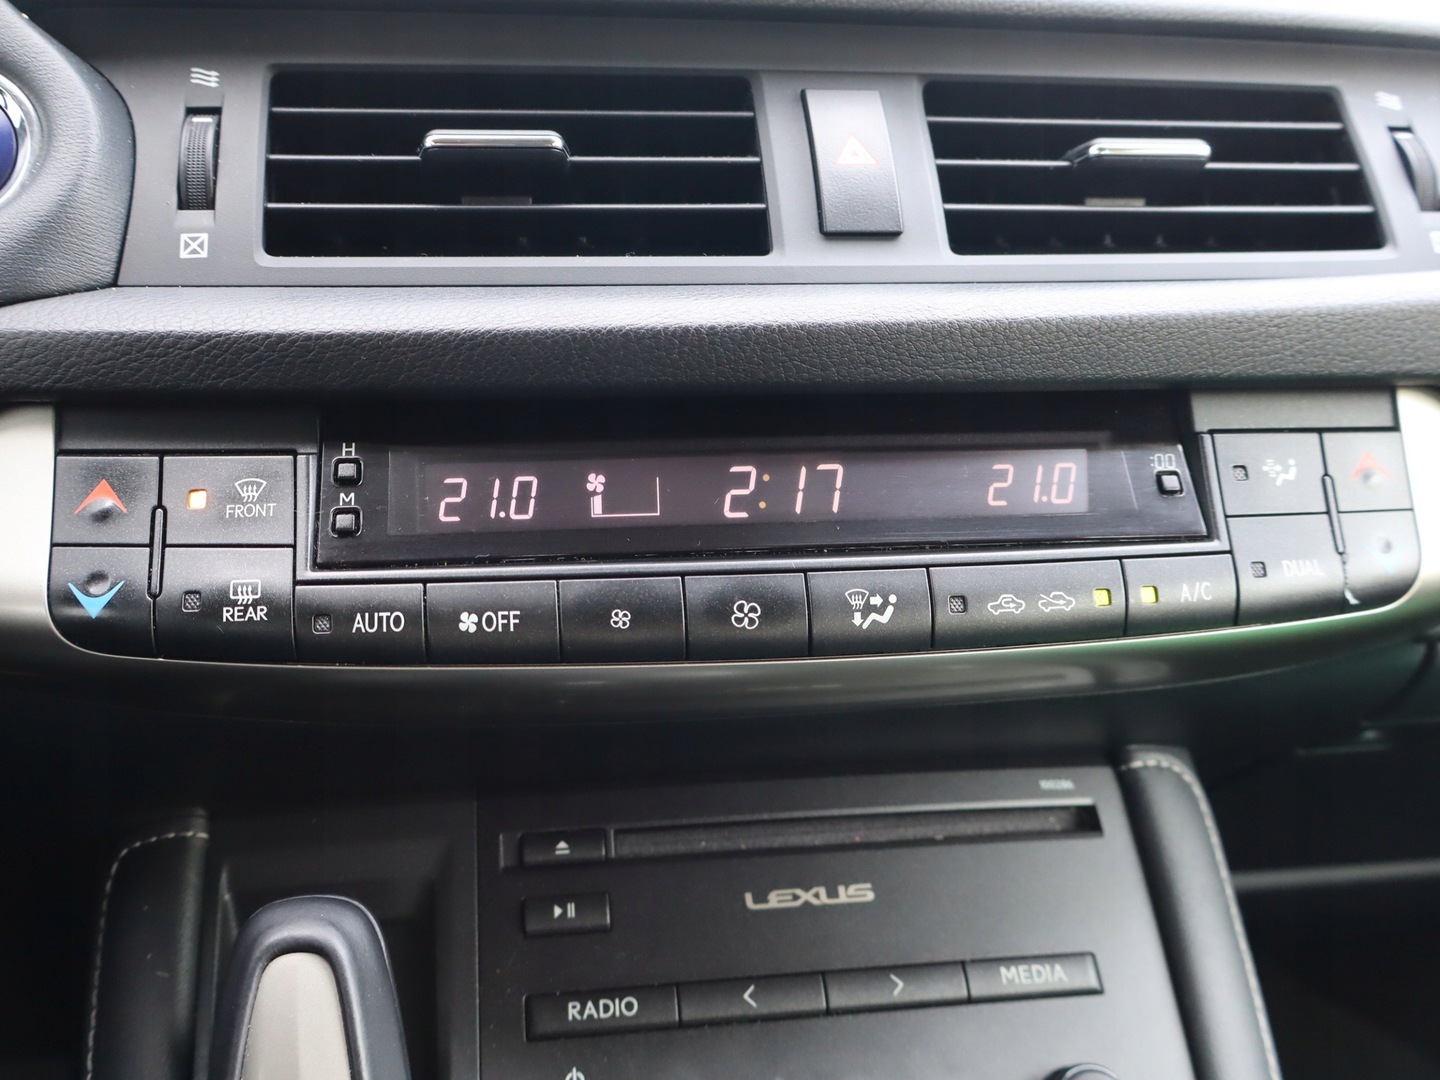 H
M
:00
21.0 2:17 21.0
FRONT
REAR
AUTO
OFF
A/C
DUAL
LEXUS
RADIO < > MEDIA